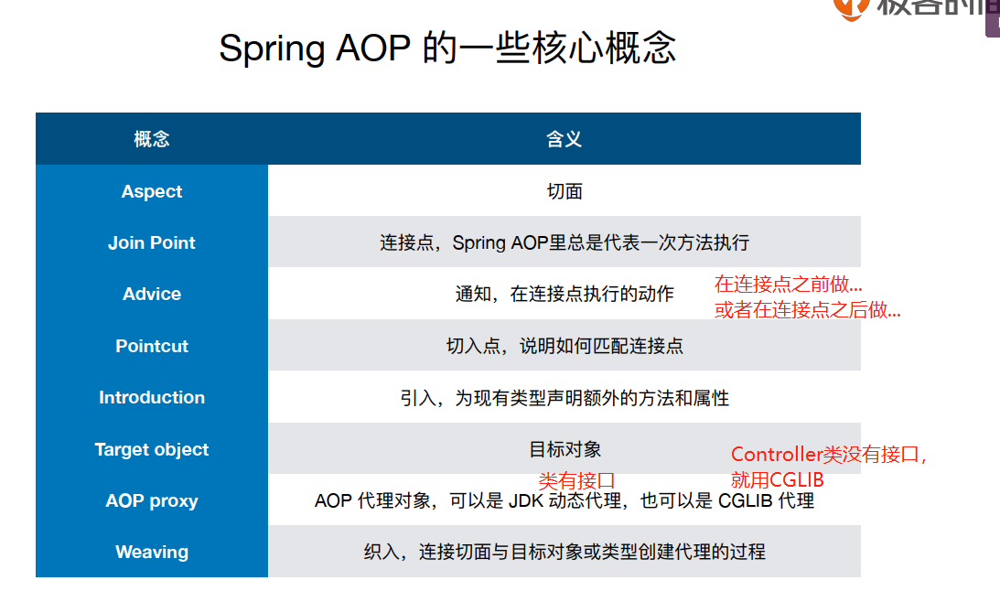 极客时间
Spring AOP 的一些核心概念
概念 含义
Aspect 切面
Join Point 连接点，Spring AOP里总是代表一次方法执行
Advice 通知，在连接点执行的动作 在连接点之前做...
或者在连接点之后做...
Pointcut 切入点，说明如何匹配连接点
Introduction 引入，为现有类型声明额外的方法和属性
Target object 目标对象 Controller类没有接口，
类有接口 就用CGLIB
AOP proxy AOP 代理对象，可以是 JDK 动态代理，也可以是 CGLIB 代理
Weaving 织入，连接切面与目标对象或类型创建代理的过程